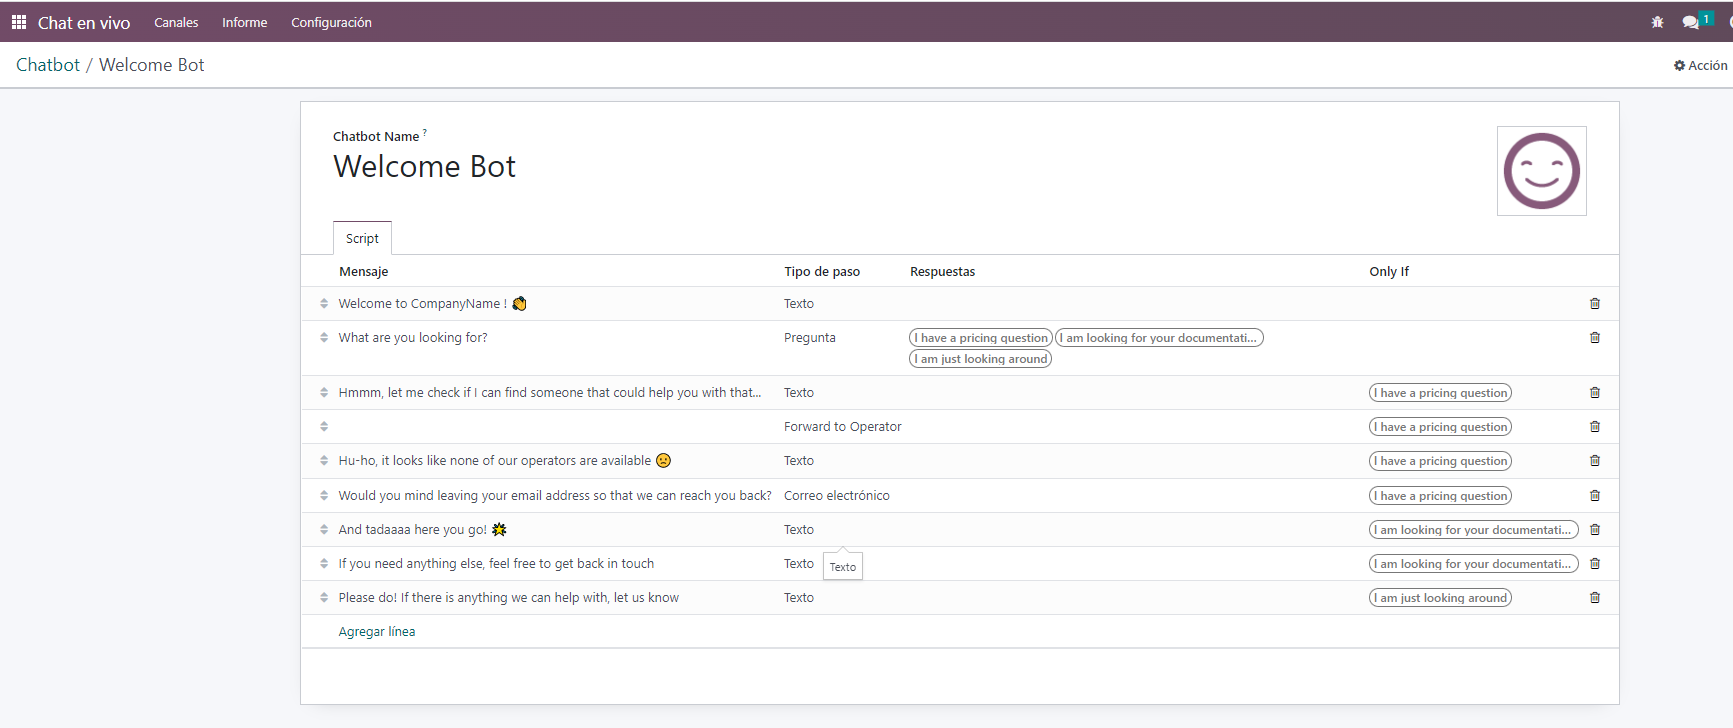 Chat en vivo Canales Informe Configuración 1
Chatbot / Welcome Bot Acción
Chatbot Name ?
Welcome Bot
Script
Mensaje Tipo de paso Respuestas Only If
Welcome to CompanyName ! 👋 Texto
What are you looking for? Pregunta I have a pricing question I am looking for your documentati...
I am just looking around
Hmmm, let me check if I can find someone that could help you with that... Texto I have a pricing question
Forward to Operator I have a pricing question
Hu-ho, it looks like none of our operators are available 🙁 Texto I have a pricing question
Would you mind leaving your email address so that we can reach you back? Correo electrónico I have a pricing question
And tadaaaa here you go! 🌟 Texto I am looking for your documentati...
If you need anything else, feel free to get back in touch Texto I am looking for your documentati...
Texto
Please do! If there is anything we can help with, let us know Texto I am just looking around
Agregar línea